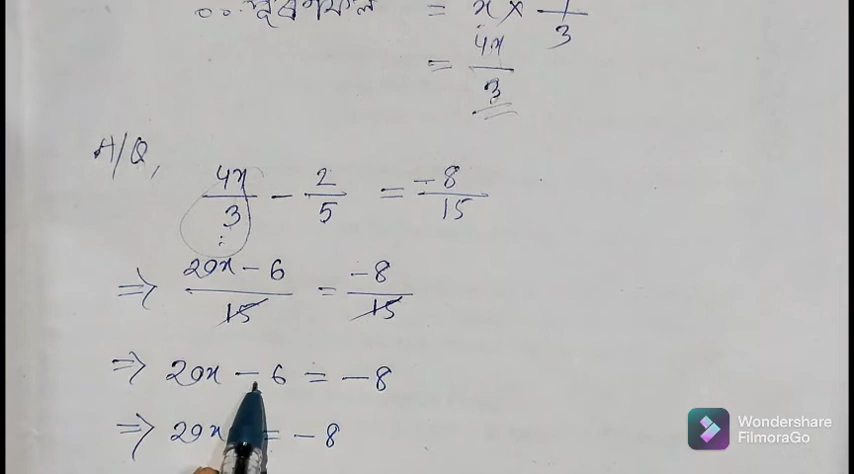 ∴ পূৰণফল = x × 4/3
= 4x/3
A/Q,
4x/3 - 2/5 = -8/15
⇒ 20x - 6/15 = -8/15
⇒ 20x - 6 = -8
⇒ 20x = -8
Wondershare
FilmoraGo